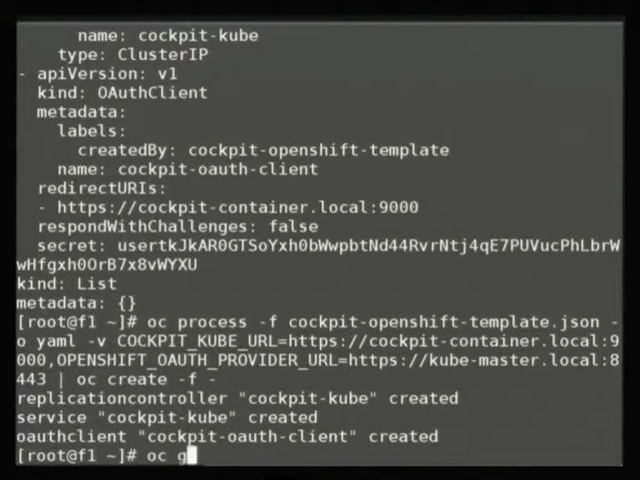 name: cockpit-kube
type: ClusterIP
- apiVersion: v1
kind: OAuthClient
metadata:
labels:
createdBy: cockpit-openshift-template
name: cockpit-oauth-client
redirectURIs:
- https://cockpit-container.local:9000
respondWithChallenges: false
secret: usertkJkAR0GTSoYxh0bWwpbtNd44RvrNtj4qE7PUVucPhLbrW
wHfgxh0OrB7x8vWYXU
kind: List
metadata: {}
[root@f1 ~]# oc process -f cockpit-openshift-template.json -
o yaml -v COCKPIT_KUBE_URL=https://cockpit-container.local:9
000,OPENSHIFT_OAUTH_PROVIDER_URL=https://kube-master.local:8
443 | oc create -f -
replicationcontroller "cockpit-kube" created
service "cockpit-kube" created
oauthclient "cockpit-oauth-client" created
[root@f1 ~]# oc g